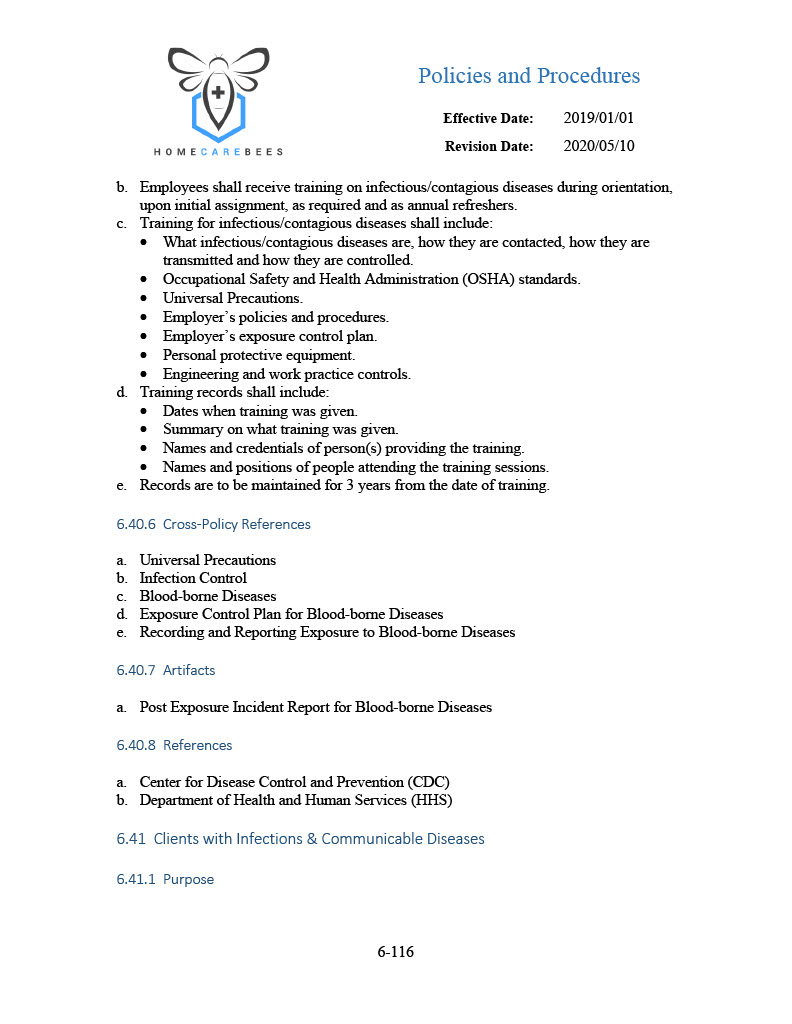 Policies and Procedures
Effective Date: 2019/01/01
Revision Date: 2020/05/10
HOMECAREBEES
b. Employees shall receive training on infectious/contagious diseases during orientation,
upon initial assignment, as required and as annual refreshers.
c. Training for infectious/contagious diseases shall include:
• What infectious/contagious diseases are, how they are contacted, how they are
transmitted and how they are controlled.
• Occupational Safety and Health Administration (OSHA) standards.
• Universal Precautions.
• Employer’s policies and procedures.
• Employer’s exposure control plan.
• Personal protective equipment.
• Engineering and work practice controls.
d. Training records shall include:
• Dates when training was given.
• Summary on what training was given.
• Names and credentials of person(s) providing the training.
• Names and positions of people attending the training sessions.
e. Records are to be maintained for 3 years from the date of training.
6.40.6 Cross-Policy References
a. Universal Precautions
b. Infection Control
c. Blood-borne Diseases
d. Exposure Control Plan for Blood-borne Diseases
e. Recording and Reporting Exposure to Blood-borne Diseases
6.40.7 Artifacts
a. Post Exposure Incident Report for Blood-borne Diseases
6.40.8 References
a. Center for Disease Control and Prevention (CDC)
b. Department of Health and Human Services (HHS)
6.41 Clients with Infections & Communicable Diseases
6.41.1 Purpose
6-116